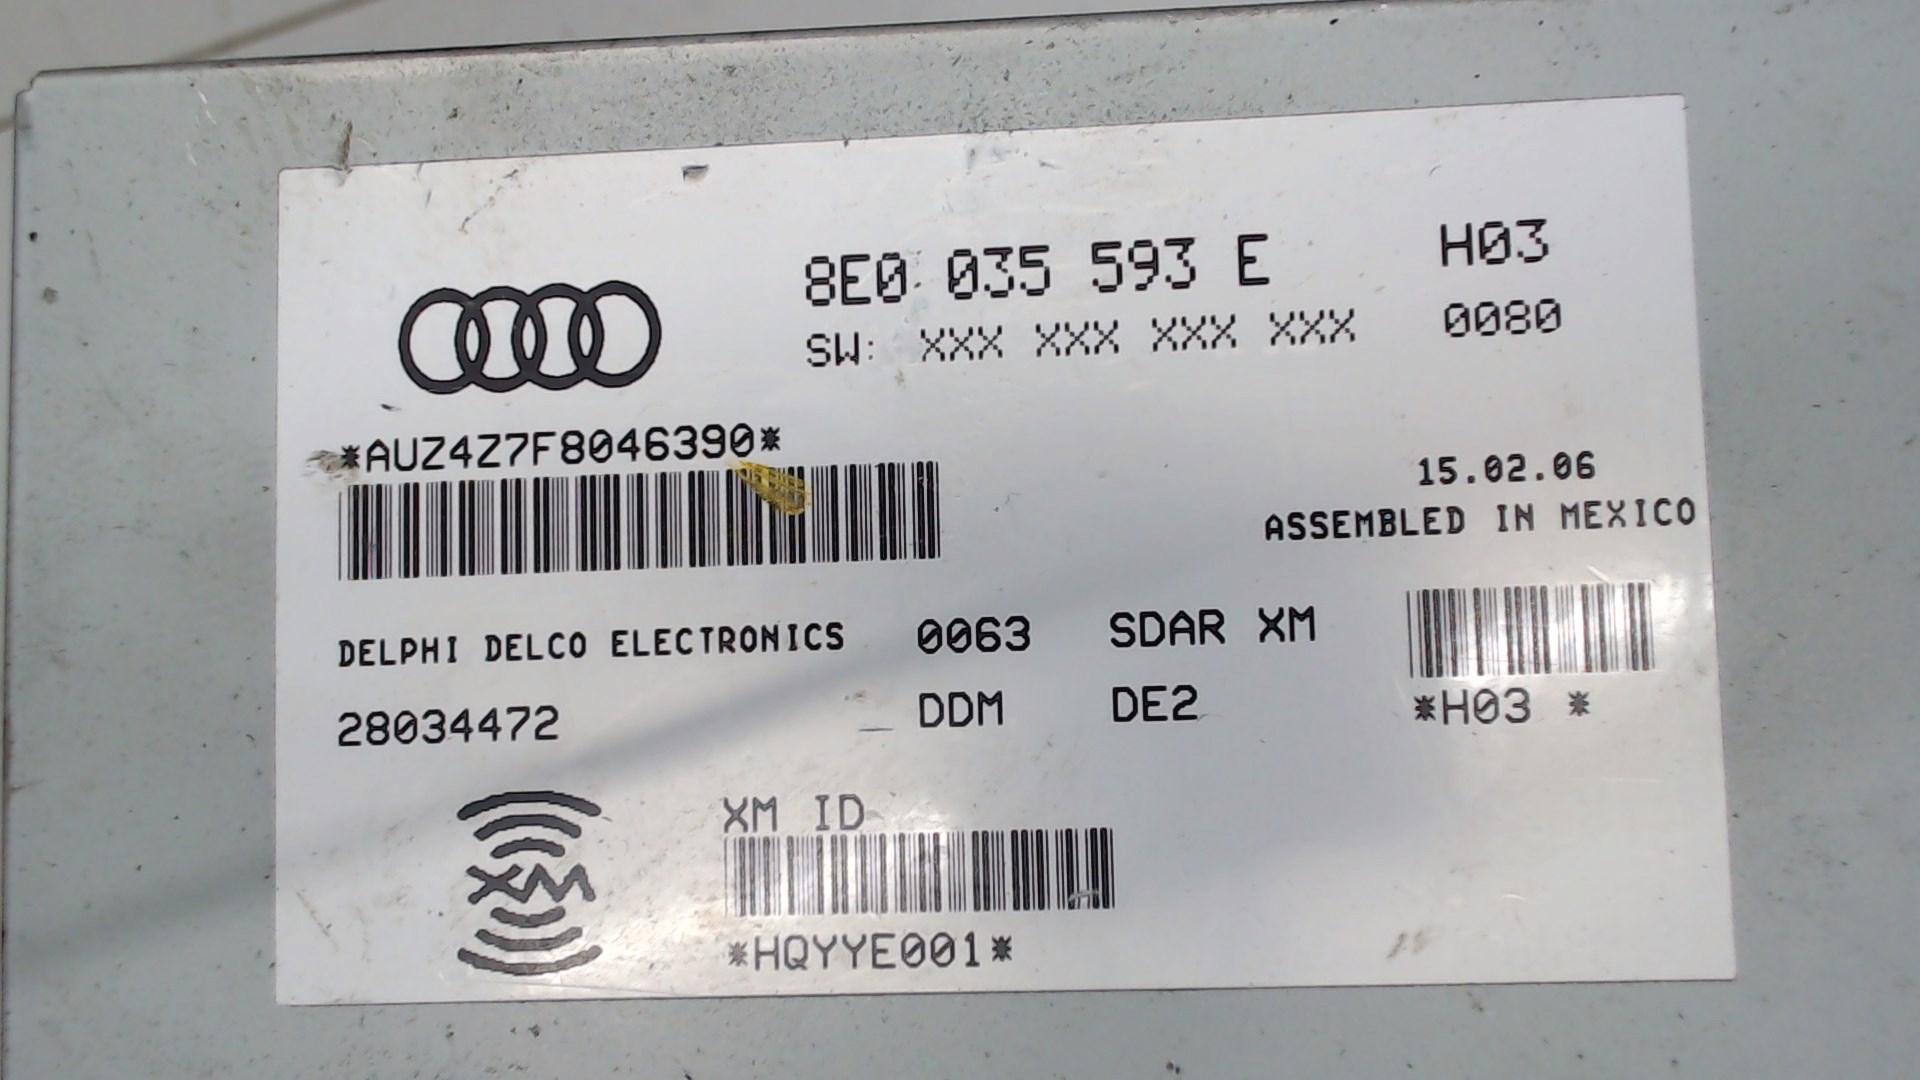 8E0 035 593 E H03
SW: XXX XXX XXX XXX 0080
*AUZ4Z7F8046390*
15.02.06
ASSEMBLED IN MEXICO
DELPHI DELCO ELECTRONICS 0063 SDAR XM
28034472 DDM DE2
*H03 *
XM
XM ID
*HQYYE001*